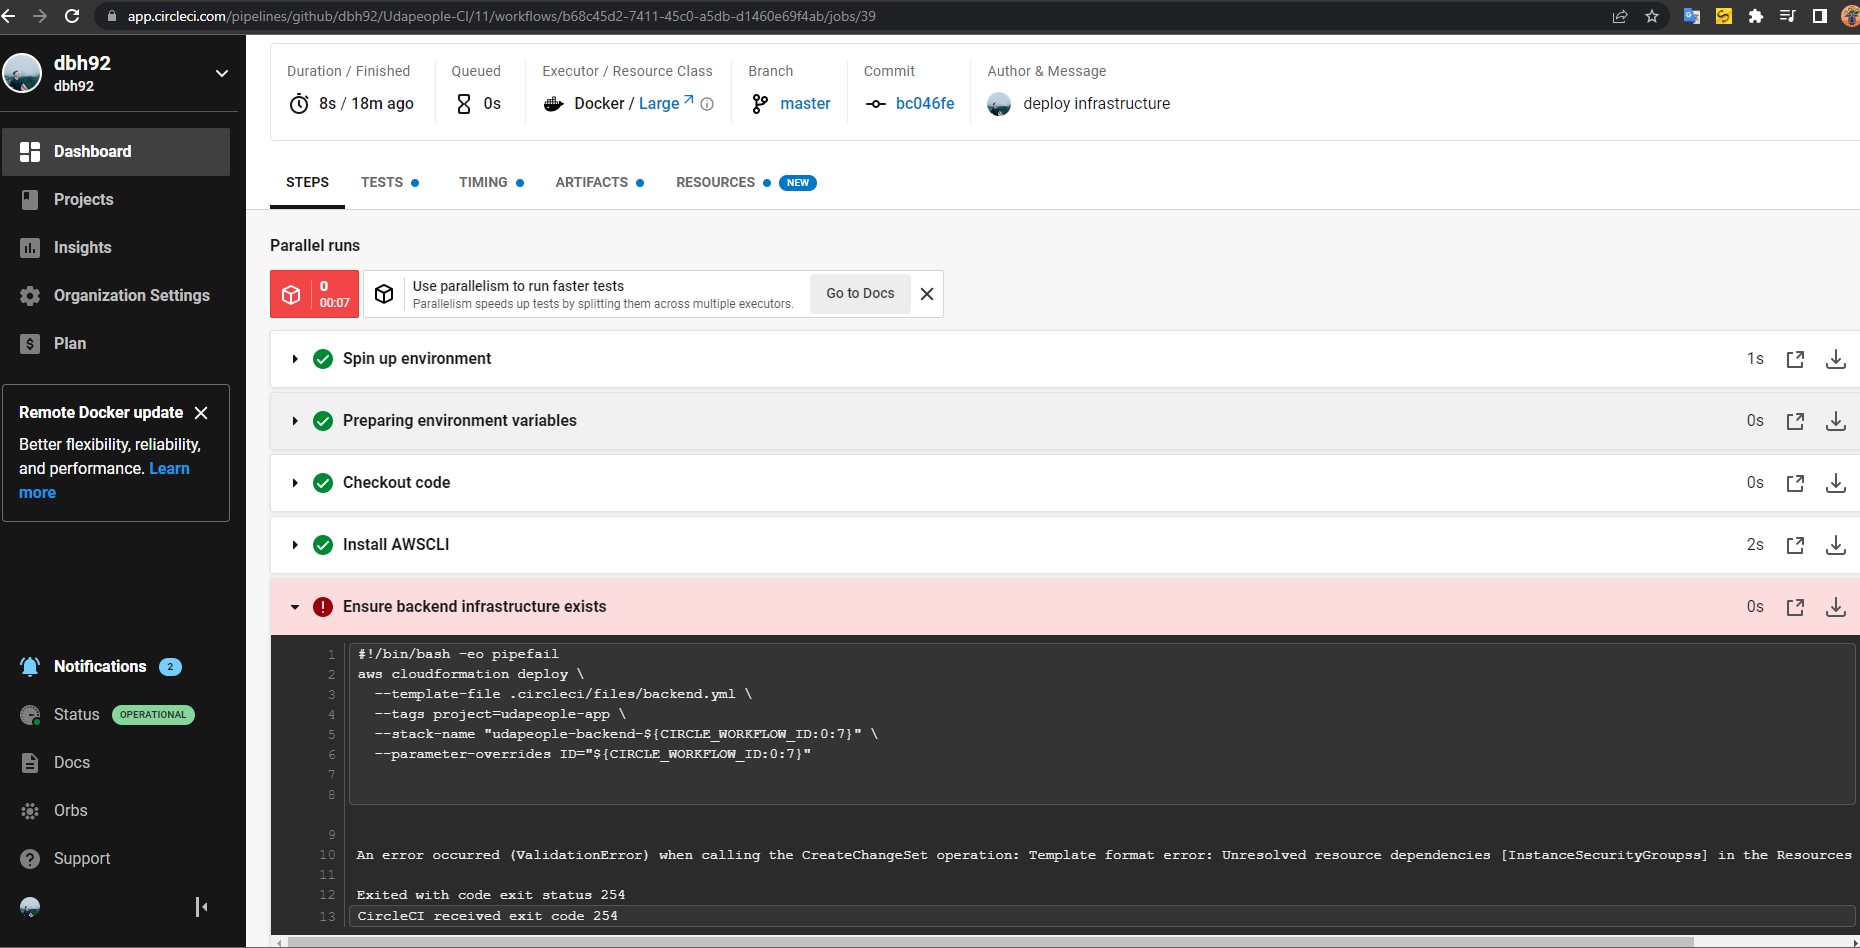 app.circleci.com/pipelines/github/dbh92/Udapeople-CI/11/workflows/b68c45d2-7411-45c0-a5db-d1460e69f4ab/jobs/39
dbh92
dbh92
Dashboard
Projects
Insights
Organization Settings
Plan
Remote Docker update
Better flexibility, reliability,
and performance. Learn
more
Notifications 2
Status OPERATIONAL
Docs
Orbs
Support
Duration / Finished
8s / 18m ago
Queued
0s
Executor / Resource Class
Docker / Large
Branch
master
Commit
bc046fe
Author & Message
deploy infrastructure
STEPS TESTS TIMING ARTIFACTS RESOURCES NEW
Parallel runs
0
00:07
Use parallelism to run faster tests
Parallelism speeds up tests by splitting them across multiple executors.
Go to Docs
Spin up environment 1s
Preparing environment variables 0s
Checkout code 0s
Install AWSCLI 2s
Ensure backend infrastructure exists 0s
1 #!/bin/bash -eo pipefail
2 aws cloudformation deploy \
3 --template-file .circleci/files/backend.yml \
4 --tags project=udapeople-app \
5 --stack-name "udapeople-backend-${CIRCLE_WORKFLOW_ID:0:7}" \
6 --parameter-overrides ID="${CIRCLE_WORKFLOW_ID:0:7}"
7
8
9
10 An error occurred (ValidationError) when calling the CreateChangeSet operation: Template format error: Unresolved resource dependencies [InstanceSecurityGroupss] in the Resources
11
12 Exited with code exit status 254
13 CircleCI received exit code 254